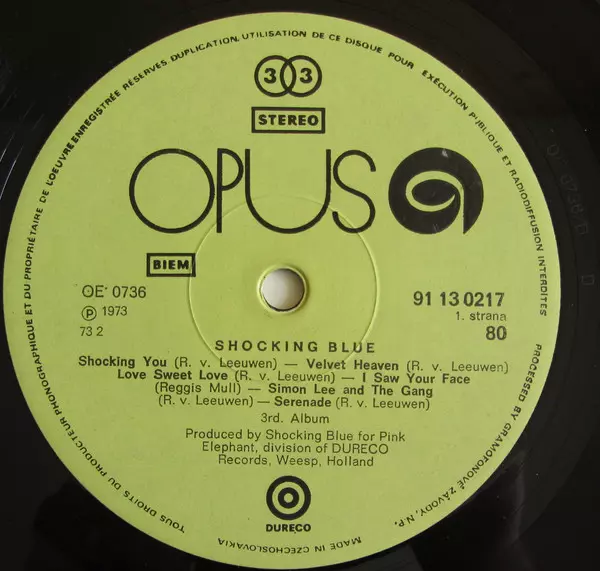 TOUS DROITS DU PRODUCTEUR PHONOGRAPHIQUE ET DU PROPRIÉTAIRE DE L'OEUVRE ENREGISTRÉE RÉSERVÉS. DUPLICATION, UTILISATION DE CE DISQUE POUR EXÉCUTION PUBLIQUE ET RADIODIFFUSION INTERDITES
33
STEREO
OPUS
BIEM
OE 0736
91 13 0217
℗ 1973
1. strana
73 2
80
SHOCKING BLUE
Shocking You (R. v. Leeuwen) — Velvet Heaven (R. v. Leeuwen)
Love Sweet Love (R. v. Leeuwen) — I Saw Your Face
(Reggis Mull) — Simon Lee and The Gang
(R. v. Leeuwen) — Serenade (R. v. Leeuwen)
3rd. Album
Produced by Shocking Blue for Pink
Elephant, division of DURECO
Records, Weesp, Holland
DURECO
MADE IN CZECHOSLOVAKIA
PROCESSED BY GRAMOFONOVÉ ZÁVODY, N.P.